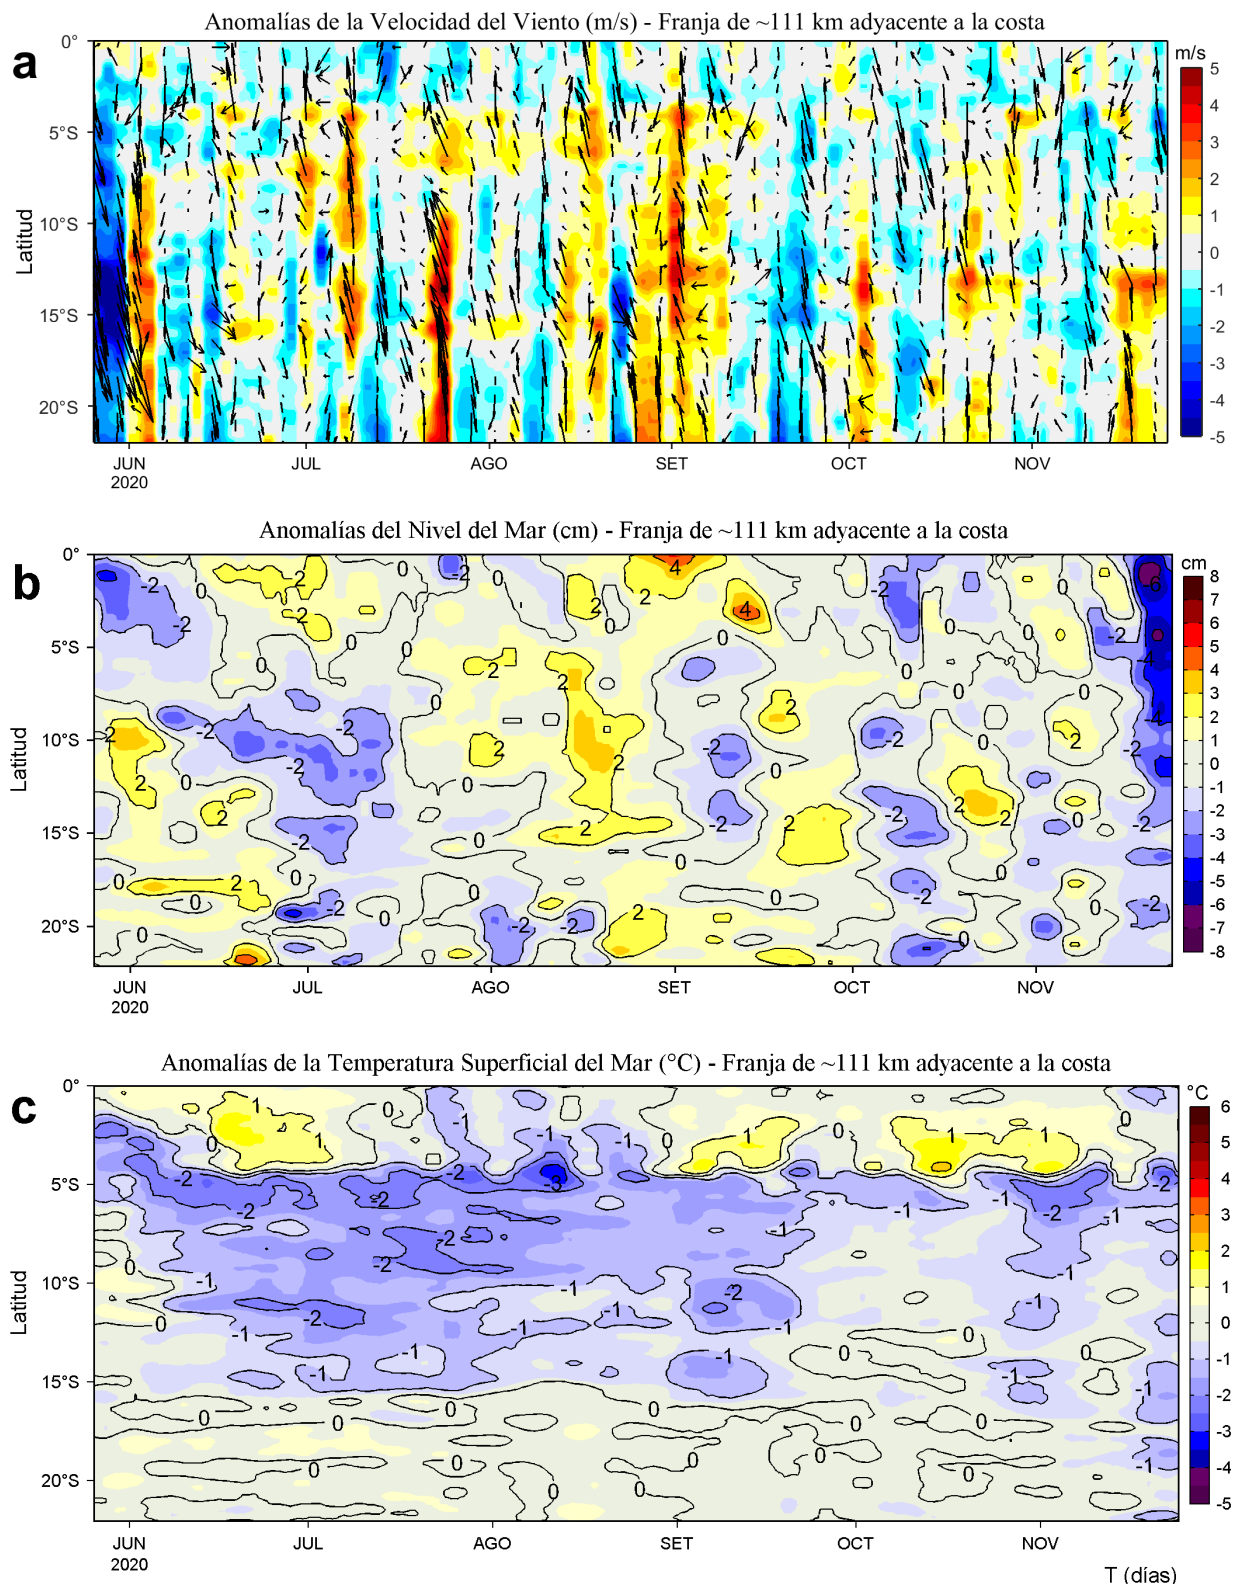 Anomalías de la Velocidad del Viento (m/s) - Franja de ~111 km adyacente a la costa
a
m/s
0°
5°S
10°S
15°S
20°S
Latitud
5
4
3
2
1
0
-1
-2
-3
-4
-5
JUN JUL AGO SET OCT NOV
2020
Anomalías del Nivel del Mar (cm) - Franja de ~111 km adyacente a la costa
b
cm
0°
5°S
10°S
15°S
20°S
Latitud
8
7
6
5
4
3
2
1
0
-1
-2
-3
-4
-5
-6
-7
-8
JUN JUL AGO SET OCT NOV
2020
Anomalías de la Temperatura Superficial del Mar (°C) - Franja de ~111 km adyacente a la costa
c
°C
0°
5°S
10°S
15°S
20°S
Latitud
6
5
4
3
2
1
0
-1
-2
-3
-4
-5
JUN JUL AGO SET OCT NOV
2020
T (días)